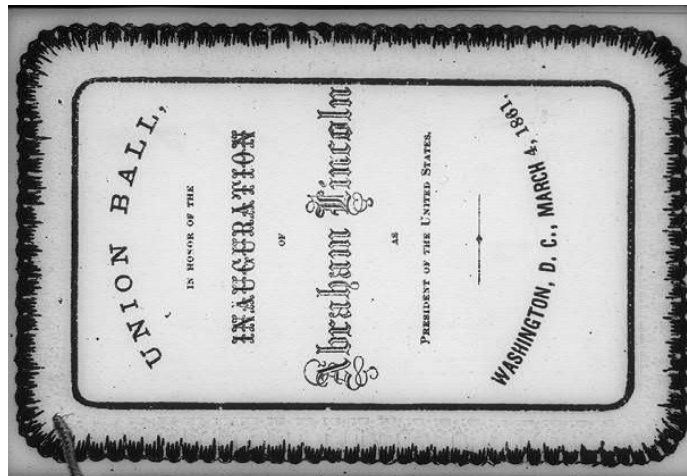 UNION BALL,
IN HONOR OF THE
INAUGURATION
OF
Abraham Lincoln
AS
PRESIDENT OF THE UNITED STATES,
WASHINGTON, D. C., MARCH 4, 1861.